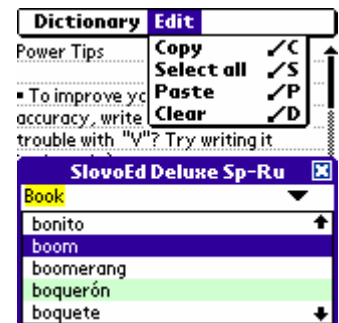 Dictionary Edit
Power Tips
Copy /C
Select all /S
Paste /P
Clear /D
▪ To improve yo
accuracy, write
trouble with "V"? Try writing it
SlovoEd Deluxe Sp-Ru
Book
bonito
boom
boomerang
boquerón
boquete